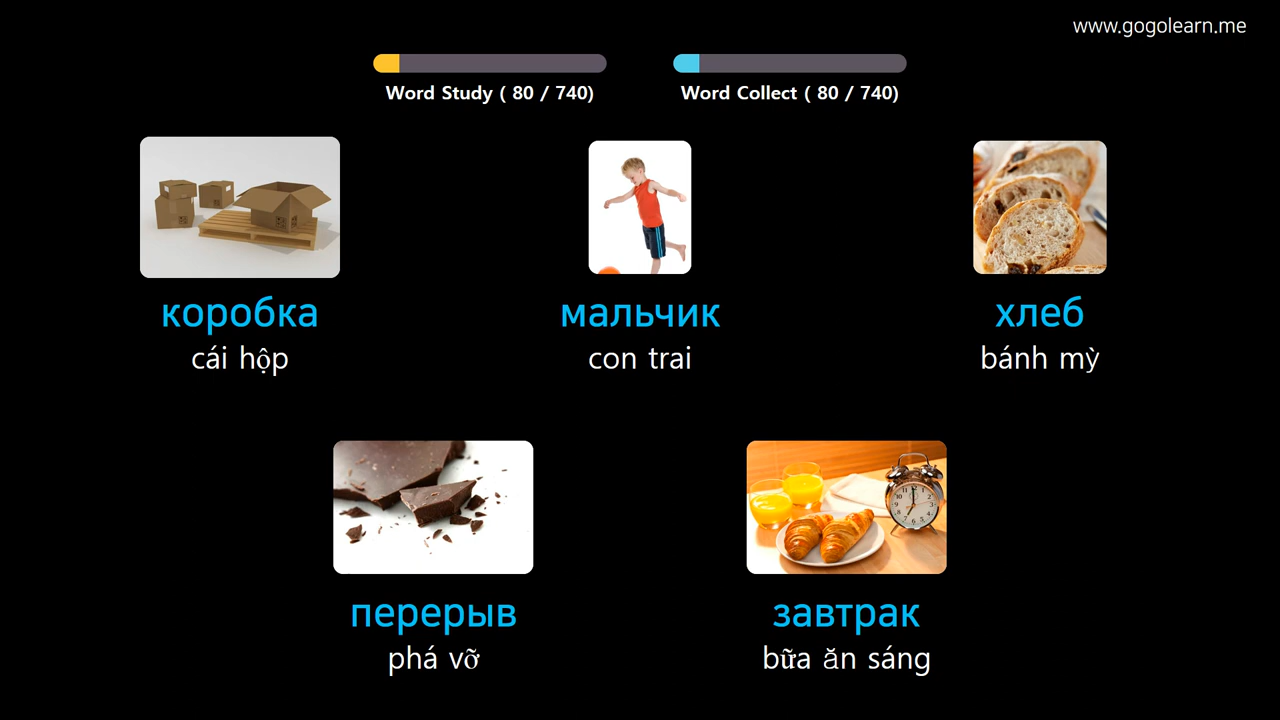 www.gogolearn.me
Word Study ( 80 / 740)
Word Collect ( 80 / 740)
коробка
cái hộp
мальчик
con trai
хлеб
bánh mỳ
перерыв
phá vỡ
завтрак
bữa ăn sáng